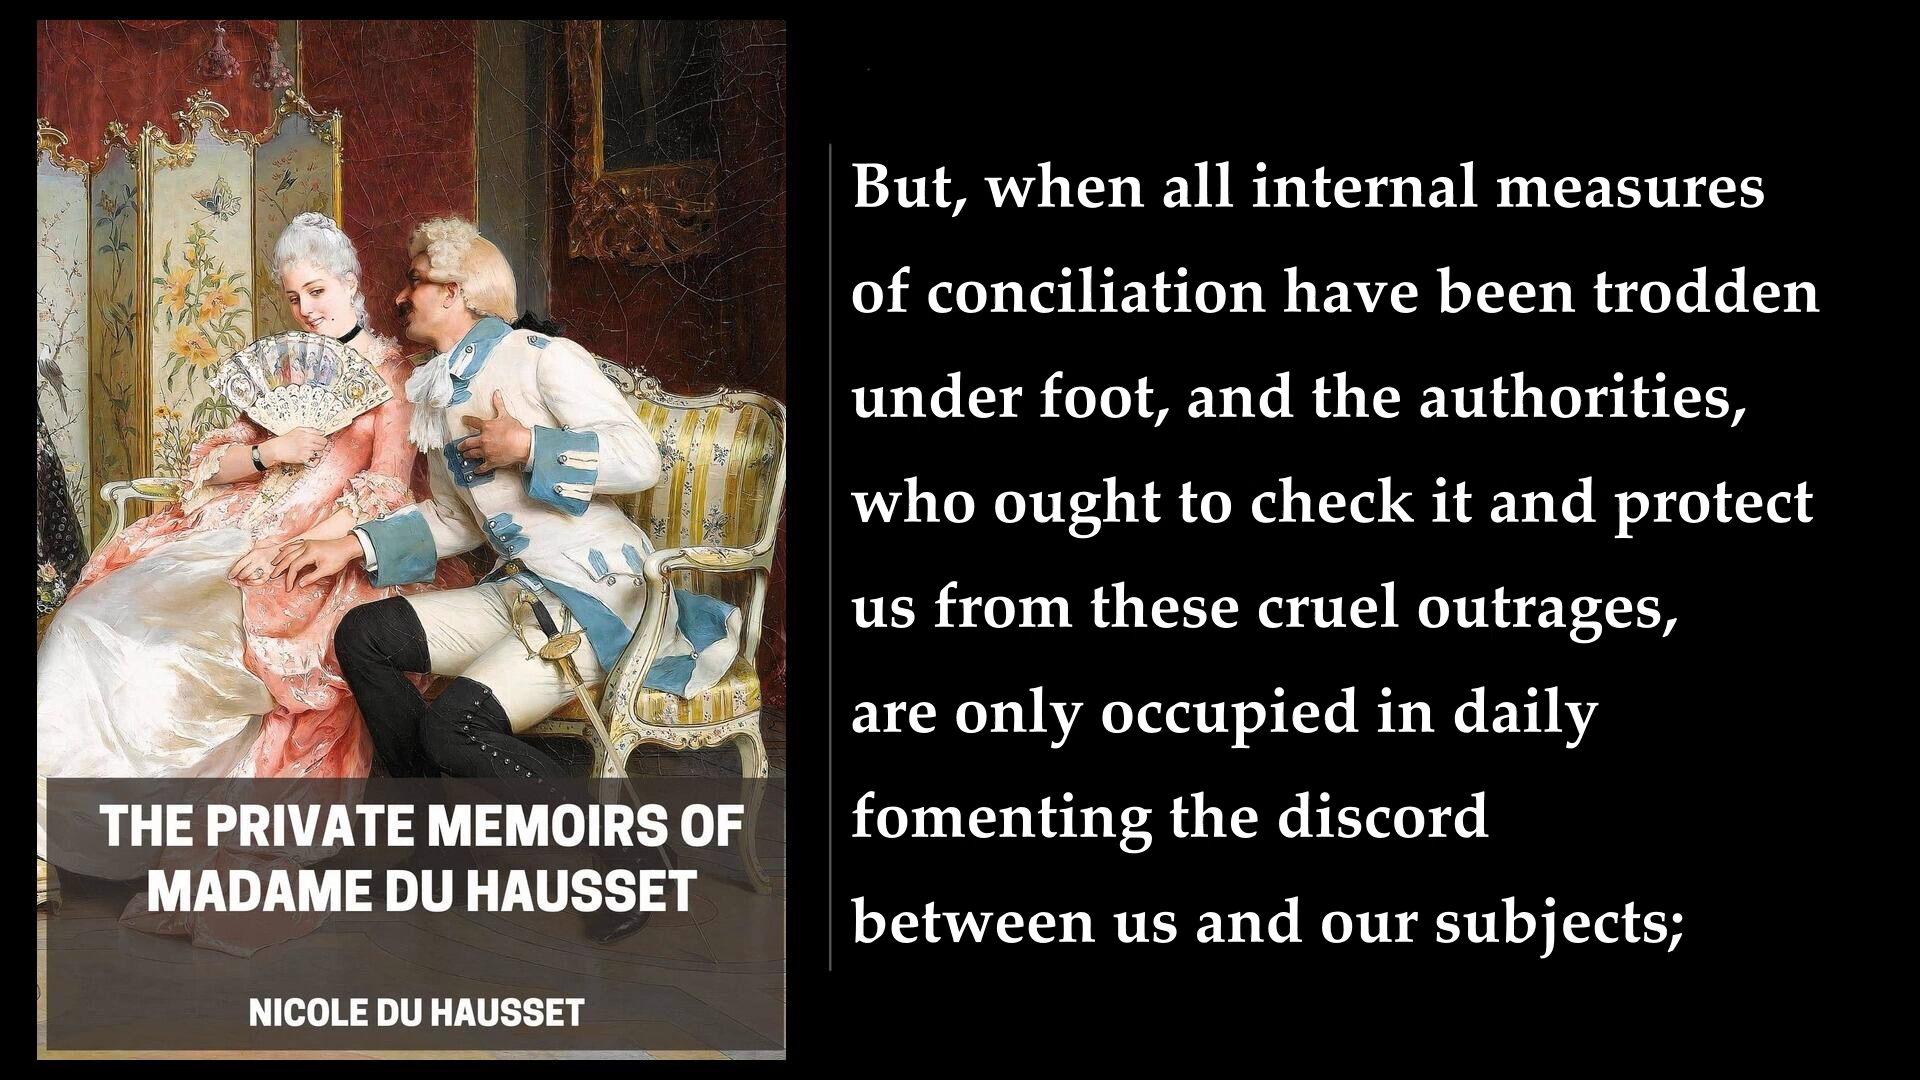 THE PRIVATE MEMOIRS OF
MADAME DU HAUSSET
NICOLE DU HAUSSET
But, when all internal measures
of conciliation have been trodden
under foot, and the authorities,
who ought to check it and protect
us from these cruel outrages,
are only occupied in daily
fomenting the discord
between us and our subjects;